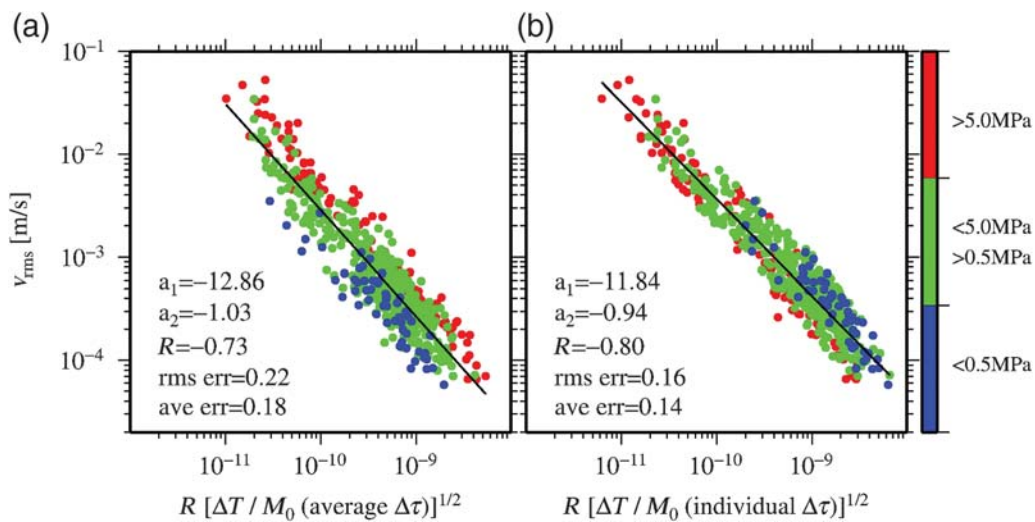 (a)
(b)
10⁻¹
10⁻²
10⁻³
10⁻⁴
v_rms [m/s]
a₁=−12.86
a₂=−1.03
R=−0.73
rms err=0.22
ave err=0.18
a₁=−11.84
a₂=−0.94
R=−0.80
rms err=0.16
ave err=0.14
>5.0MPa
<5.0MPa
>0.5MPa
<0.5MPa
10⁻¹¹ 10⁻¹⁰ 10⁻⁹
10⁻¹¹ 10⁻¹⁰ 10⁻⁹
R [ΔT / M₀ (average Δτ)]^1/2
R [ΔT / M₀ (individual Δτ)]^1/2